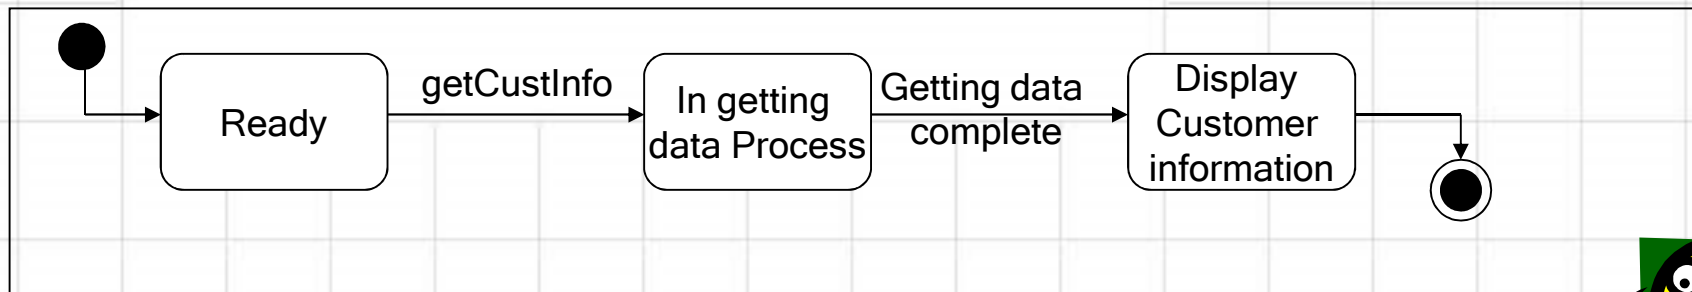 Ready
getCustInfo
In getting
data Process
Getting data
complete
Display
Customer
information